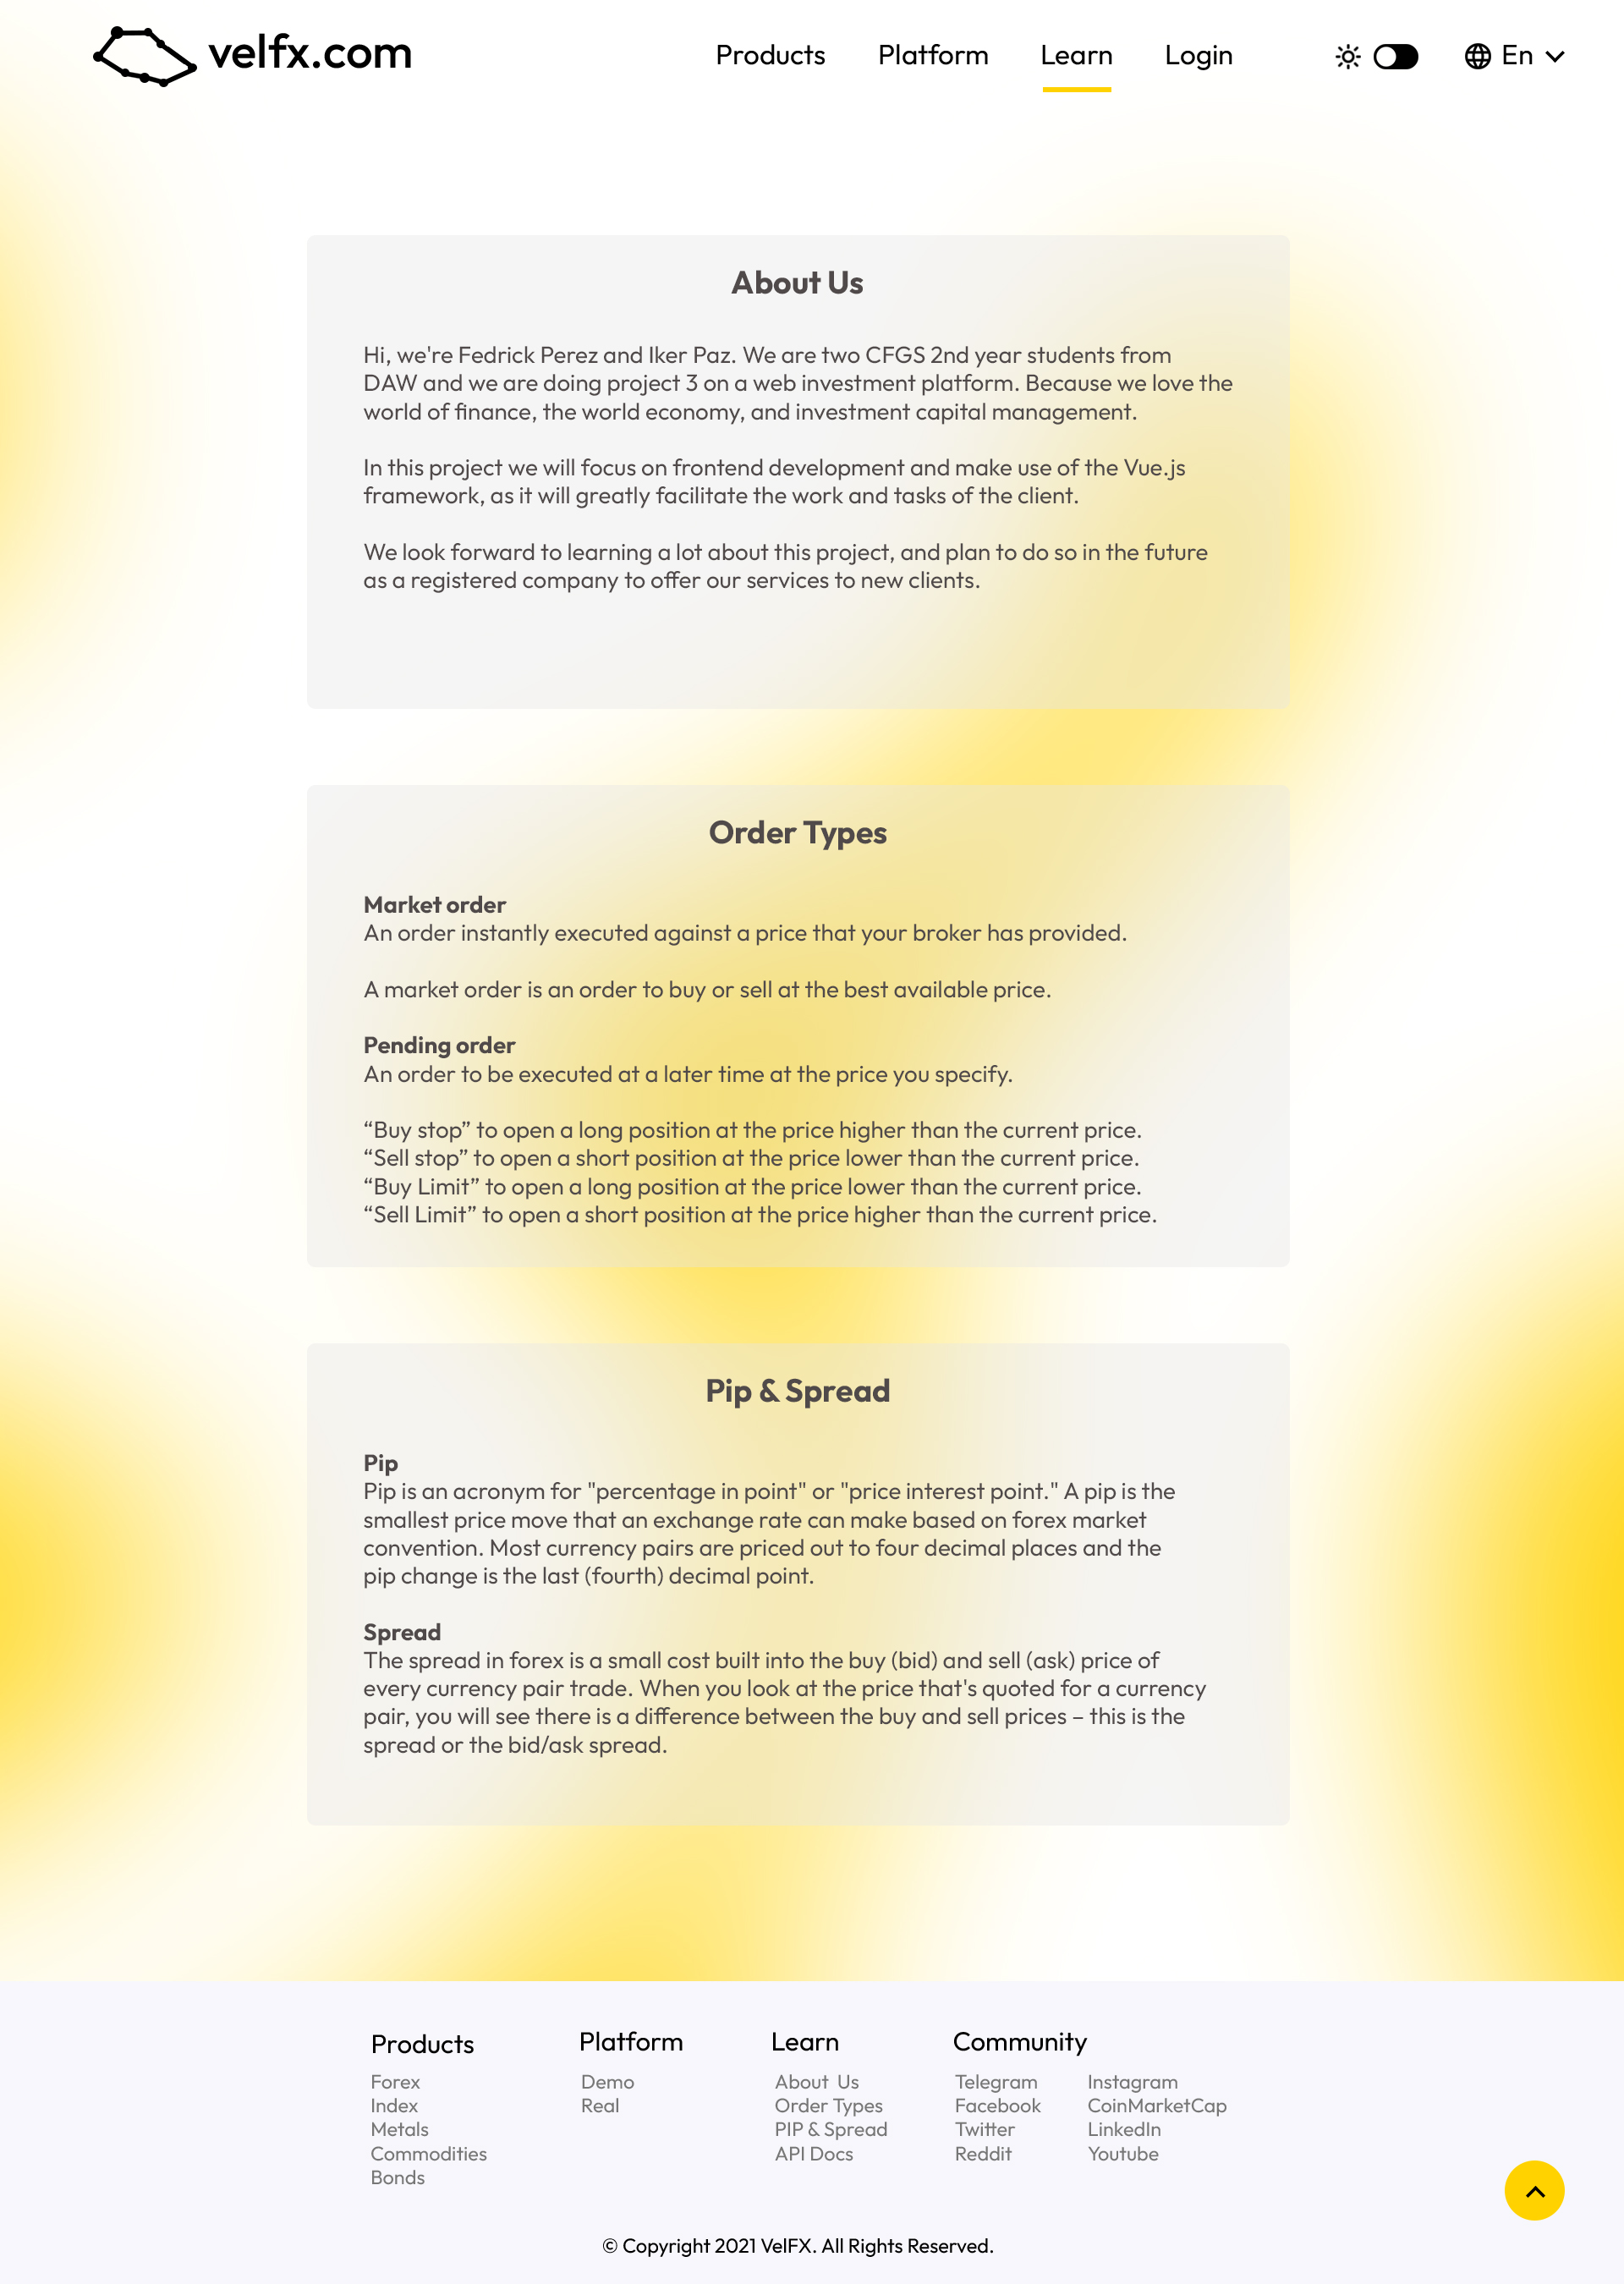 velfx.com
Products Platform Learn Login En
About Us
Hi, we're Fedrick Perez and Iker Paz. We are two CFGS 2nd year students from
DAW and we are doing project 3 on a web investment platform. Because we love the
world of finance, the world economy, and investment capital management.
In this project we will focus on frontend development and make use of the Vue.js
framework, as it will greatly facilitate the work and tasks of the client.
We look forward to learning a lot about this project, and plan to do so in the future
as a registered company to offer our services to new clients.
Order Types
Market order
An order instantly executed against a price that your broker has provided.
A market order is an order to buy or sell at the best available price.
Pending order
An order to be executed at a later time at the price you specify.
“Buy stop” to open a long position at the price higher than the current price.
“Sell stop” to open a short position at the price lower than the current price.
“Buy Limit” to open a long position at the price lower than the current price.
“Sell Limit” to open a short position at the price higher than the current price.
Pip & Spread
Pip
Pip is an acronym for "percentage in point" or "price interest point." A pip is the
smallest price move that an exchange rate can make based on forex market
convention. Most currency pairs are priced out to four decimal places and the
pip change is the last (fourth) decimal point.
Spread
The spread in forex is a small cost built into the buy (bid) and sell (ask) price of
every currency pair trade. When you look at the price that's quoted for a currency
pair, you will see there is a difference between the buy and sell prices – this is the
spread or the bid/ask spread.
Products
Forex
Index
Metals
Commodities
Bonds
Platform
Demo
Real
Learn
About Us
Order Types
PIP & Spread
API Docs
Community
Telegram
Facebook
Twitter
Reddit
Instagram
CoinMarketCap
LinkedIn
Youtube
© Copyright 2021 VelFX. All Rights Reserved.